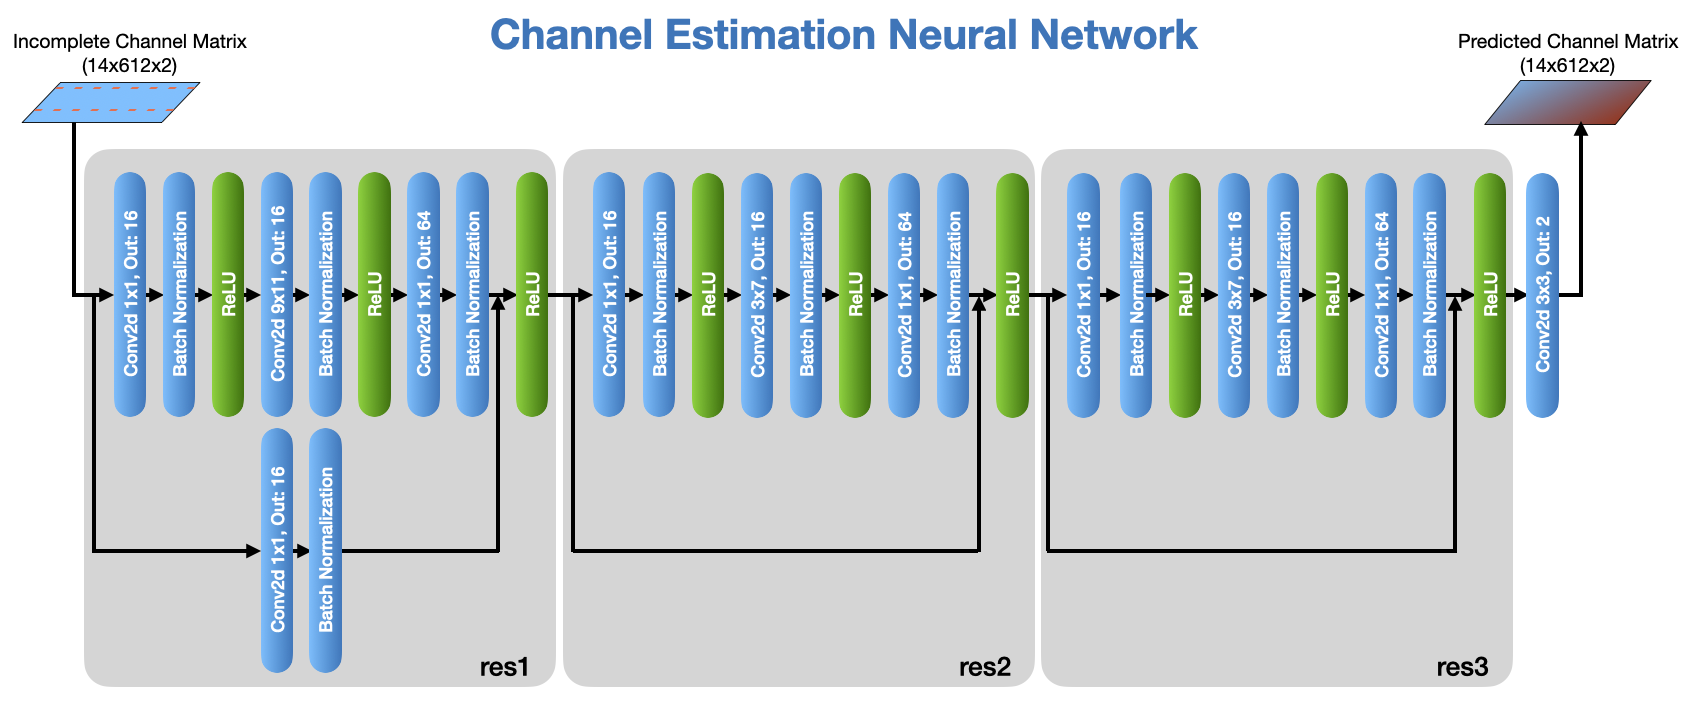 Channel Estimation Neural Network
Incomplete Channel Matrix
(14x612x2)
Predicted Channel Matrix
(14x612x2)
Conv2d 1x1, Out: 16
Batch Normalization
ReLU
Conv2d 9x11, Out: 16
Batch Normalization
ReLU
Conv2d 1x1, Out: 64
Batch Normalization
ReLU
Conv2d 1x1, Out: 16
Batch Normalization
res1
Conv2d 1x1, Out: 16
Batch Normalization
ReLU
Conv2d 3x7, Out: 16
Batch Normalization
ReLU
Conv2d 1x1, Out: 64
Batch Normalization
ReLU
res2
Conv2d 1x1, Out: 16
Batch Normalization
ReLU
Conv2d 3x7, Out: 16
Batch Normalization
ReLU
Conv2d 1x1, Out: 64
Batch Normalization
ReLU
res3
Conv2d 3x3, Out: 2